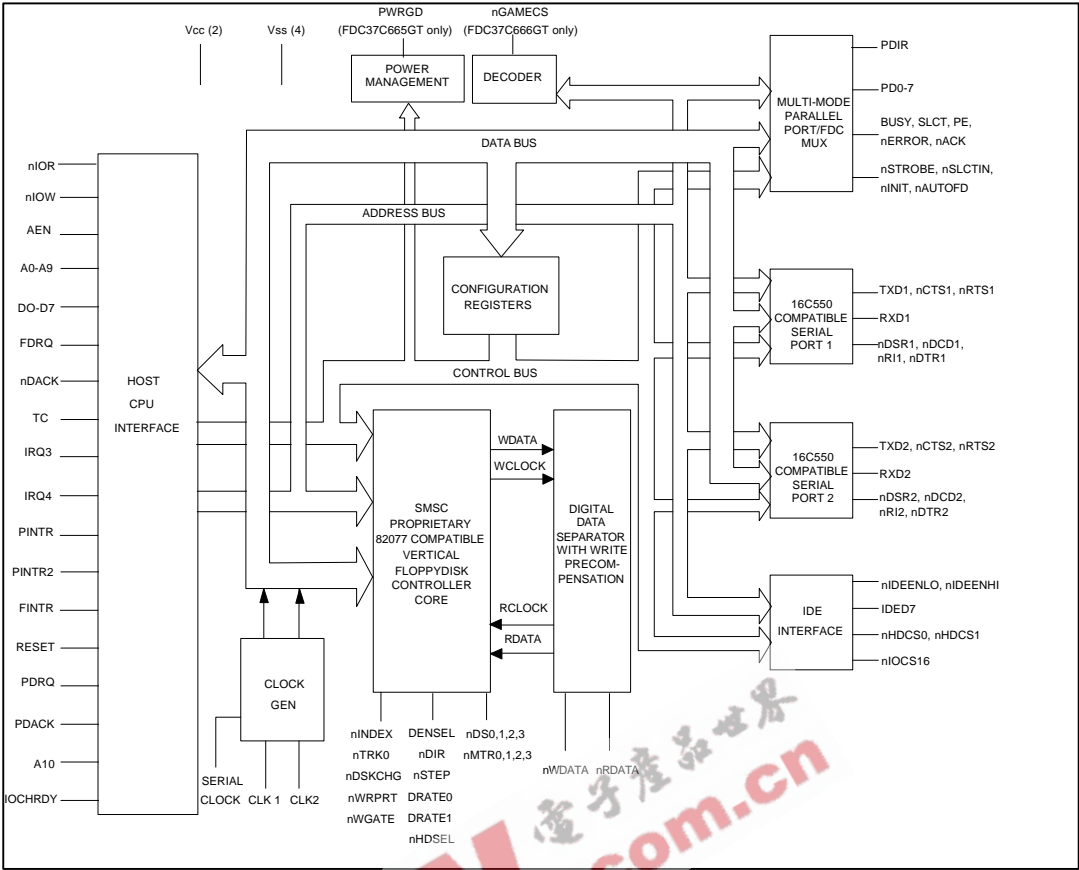 PWRGD
(FDC37C665GT only)
nGAMECS
(FDC37C666GT only)
Vcc (2)
Vss (4)
POWER
MANAGEMENT
DECODER
MULTI-MODE
PARALLEL
PORT/FDC
MUX
PDIR
PD0-7
BUSY, SLCT, PE,
nERROR, nACK
nSTROBE, nSLCTIN,
nINIT, nAUTOFD
DATA BUS
ADDRESS BUS
CONFIGURATION
REGISTERS
CONTROL BUS
nIOR
nIOW
AEN
A0-A9
DO-D7
FDRQ
nDACK
TC
IRQ3
IRQ4
PINTR
PINTR2
FINTR
RESET
PDRQ
PDACK
A10
IOCHRDY
HOST
CPU
INTERFACE
16C550
COMPATIBLE
SERIAL
PORT 1
TXD1, nCTS1, nRTS1
RXD1
nDSR1, nDCD1,
nRI1, nDTR1
SMSC
PROPRIETARY
82077 COMPATIBLE
VERTICAL
FLOPPYDISK
CONTROLLER
CORE
WDATA
WCLOCK
RCLOCK
RDATA
DIGITAL
DATA
SEPARATOR
WITH WRITE
PRECOM-
PENSATION
16C550
COMPATIBLE
SERIAL
PORT 2
TXD2, nCTS2, nRTS2
RXD2
nDSR2, nDCD2,
nRI2, nDTR2
IDE
INTERFACE
nIDEENLO, nIDEENHI
IDED7
nHDCS0, nHDCS1
nIOCS16
CLOCK
GEN
SERIAL
CLOCK
CLK 1
CLK2
nINDEX
nTRK0
nDSKCHG
nWRPRT
nWGATE
DENSEL
nDIR
nSTEP
DRATE0
DRATE1
nHDSEL
nDS0,1,2,3
nMTR0,1,2,3
nWDATA
nRDATA
電子產品世界
.com.cn